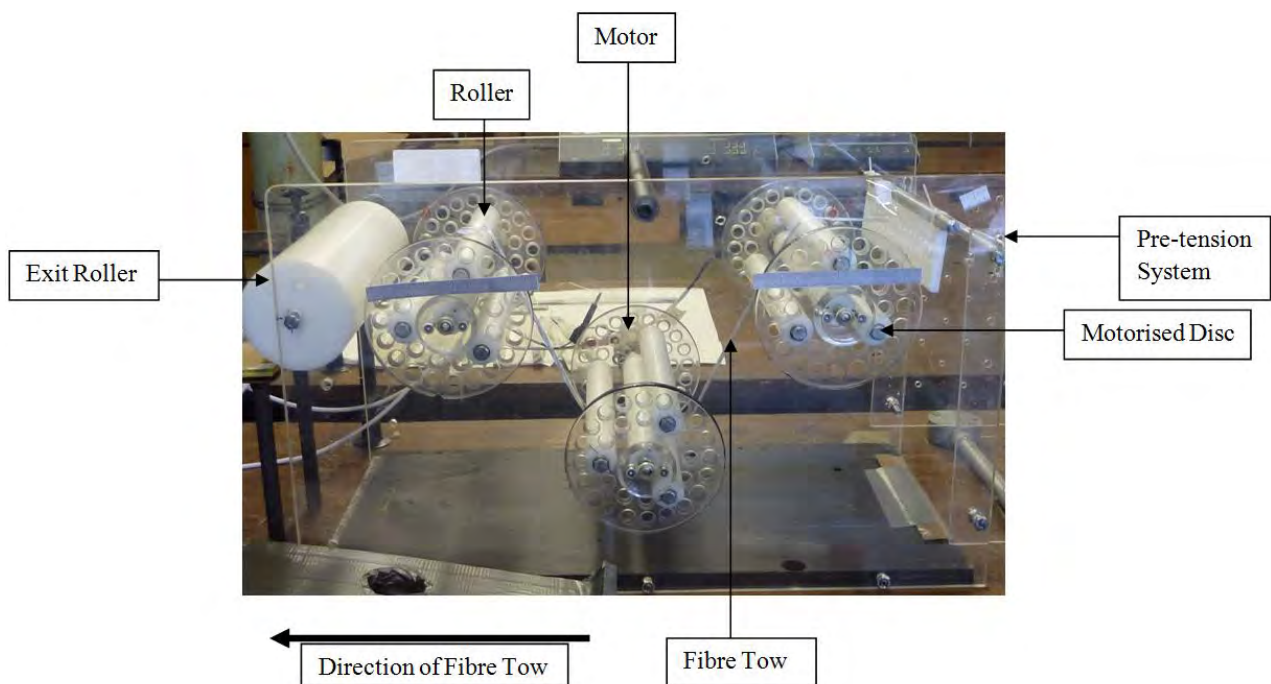 Motor
Roller
Exit Roller
Pre-tension
System
Motorised Disc
Fibre Tow
Direction of Fibre Tow